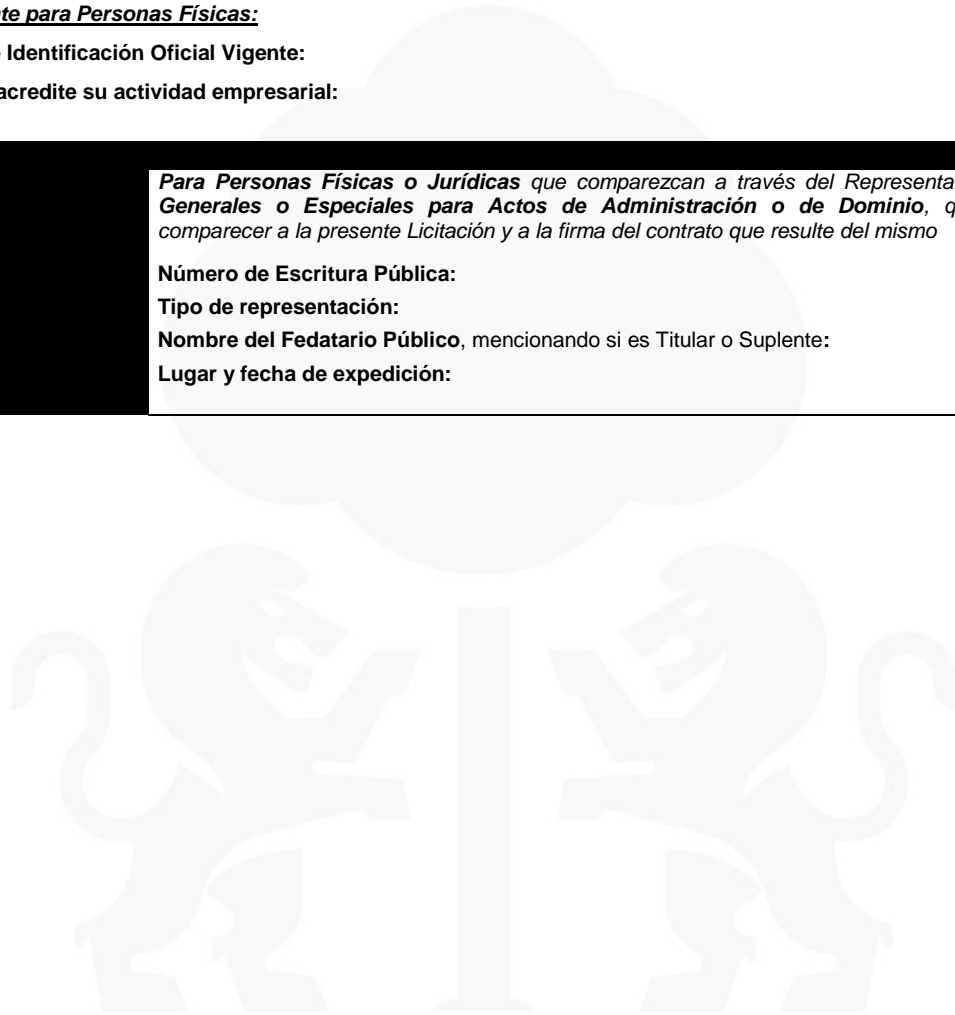 te para Personas Físicas:
Identificación Oficial Vigente:
acredite su actividad empresarial:
Para Personas Físicas o Jurídicas que comparezcan a través del Representa
Generales o Especiales para Actos de Administración o de Dominio, q
comparecer a la presente Licitación y a la firma del contrato que resulte del mismo
Número de Escritura Pública:
Tipo de representación:
Nombre del Fedatario Público, mencionando si es Titular o Suplente:
Lugar y fecha de expedición: